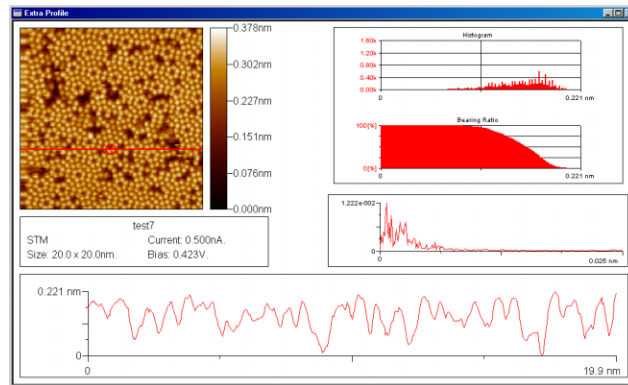 Extra Profile
0.378nm
0.302nm
0.227nm
0.151nm
0.076nm
0.000nm
test7
STM Current: 0.500nA.
Size: 20.0 x 20.0nm. Bias: 0.423V.
Histogram
1.60k
1.20k
0.80k
0.40k
0.00k
0 0.221 nm
Bearing Ratio
100[%]
0[%]
0 0.221 nm
1.222e-002
0
0 0.025 nm
0.221 nm
0
0 19.9 nm